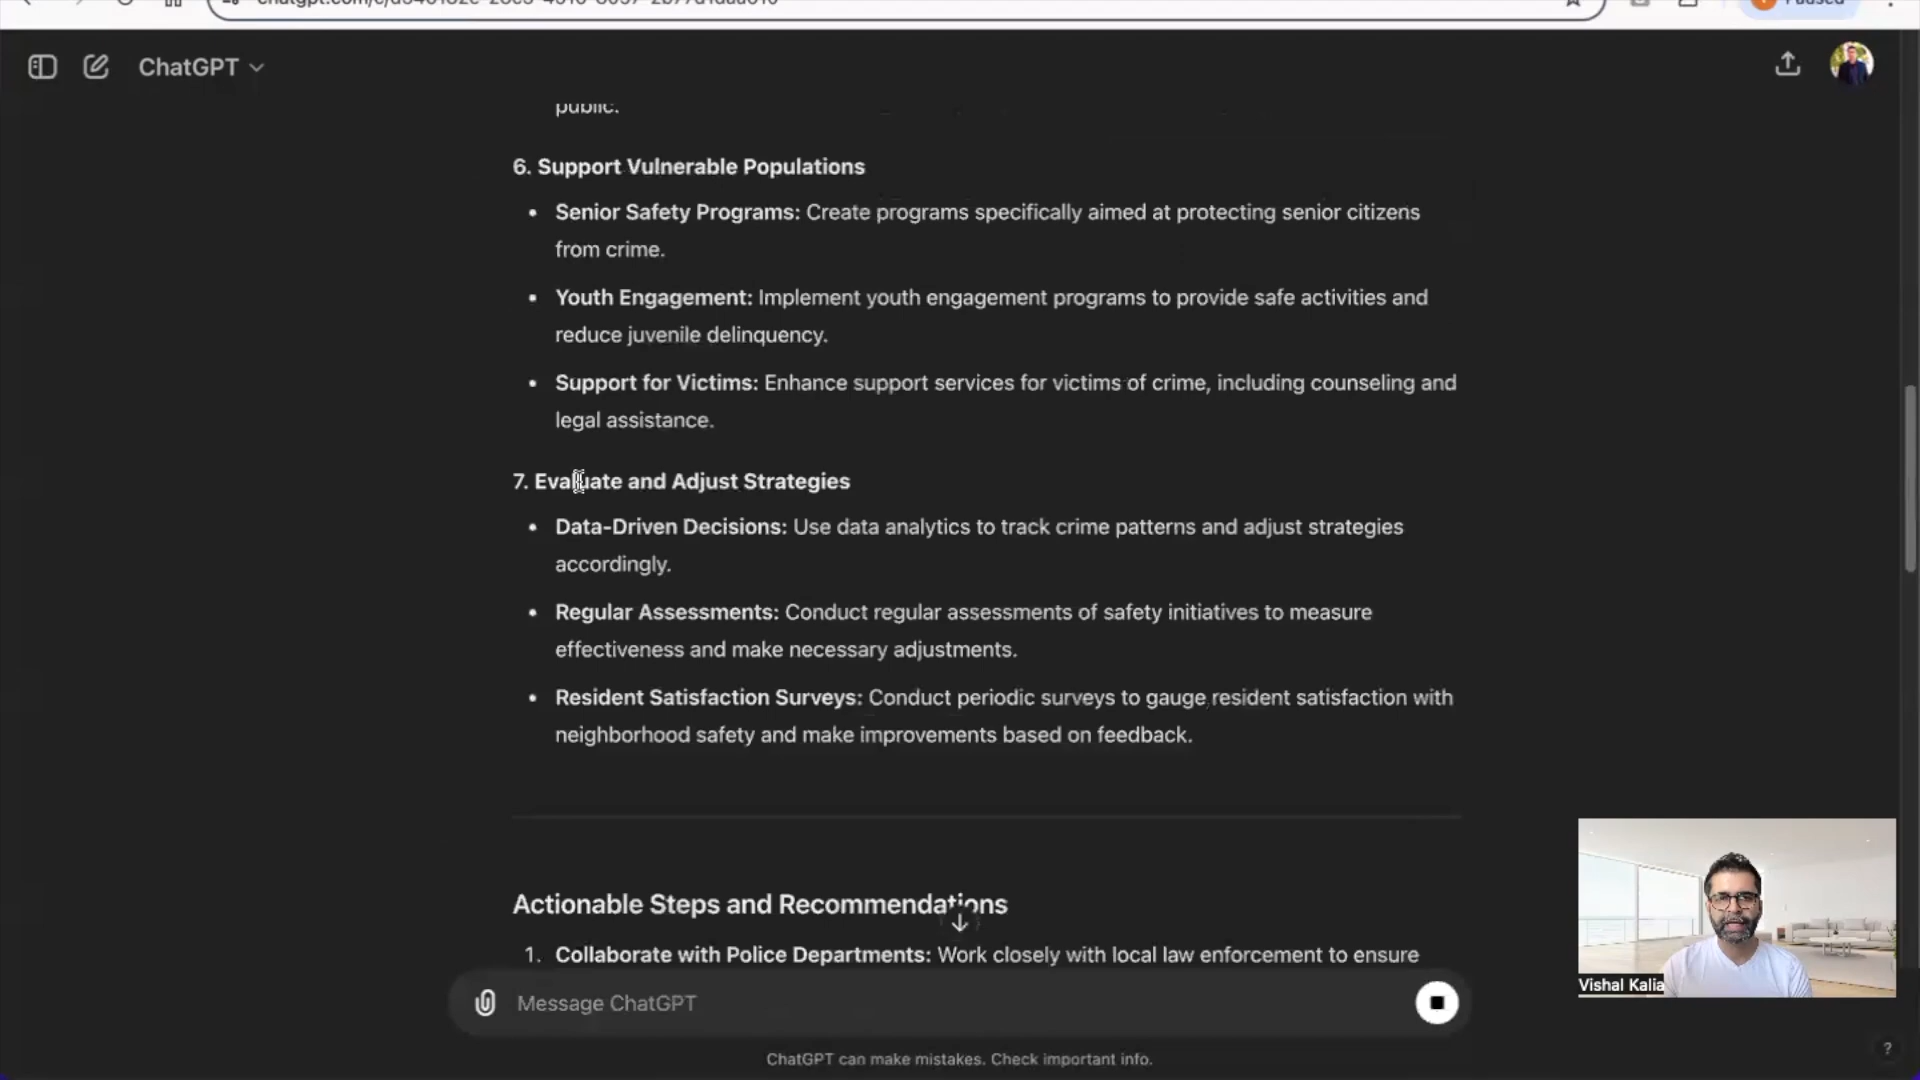 ChatGPT
public.
6. Support Vulnerable Populations
• Senior Safety Programs: Create programs specifically aimed at protecting senior citizens
from crime.
• Youth Engagement: Implement youth engagement programs to provide safe activities and
reduce juvenile delinquency.
• Support for Victims: Enhance support services for victims of crime, including counseling and
legal assistance.
7. Evaluate and Adjust Strategies
• Data-Driven Decisions: Use data analytics to track crime patterns and adjust strategies
accordingly.
• Regular Assessments: Conduct regular assessments of safety initiatives to measure
effectiveness and make necessary adjustments.
• Resident Satisfaction Surveys: Conduct periodic surveys to gauge resident satisfaction with
neighborhood safety and make improvements based on feedback.
Actionable Steps and Recommendations
1. Collaborate with Police Departments: Work closely with local law enforcement to ensure
Message ChatGPT
Vishal Kalia
ChatGPT can make mistakes. Check important info.
?